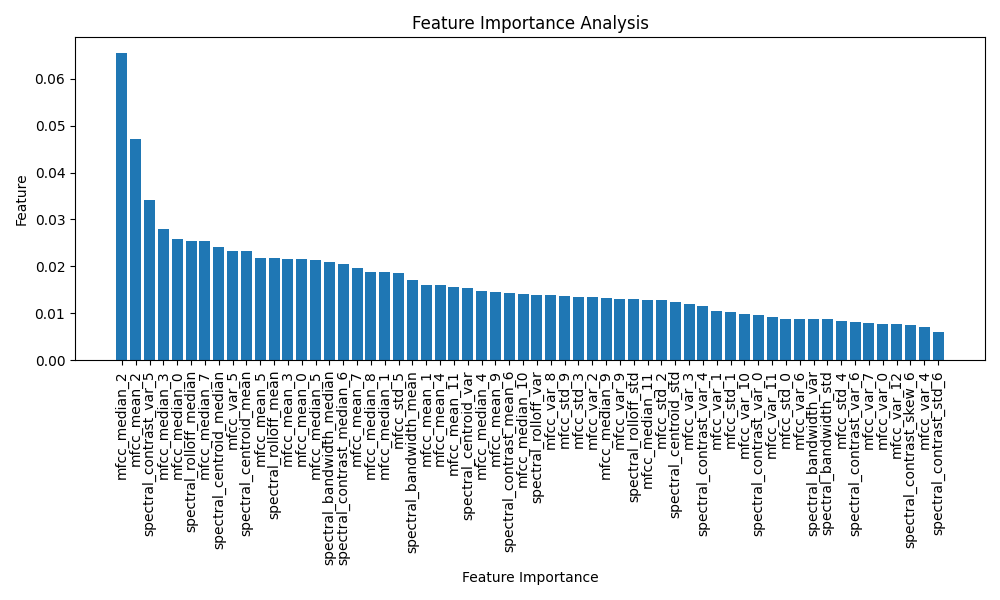 Feature Importance Analysis
Feature
0.06
0.05
0.04
0.03
0.02
0.01
0.00
mfcc_median_2
mfcc_mean_2
spectral_contrast_var_5
mfcc_median_3
mfcc_median_0
spectral_rolloff_median
mfcc_median_7
spectral_centroid_median
mfcc_var_5
spectral_centroid_mean
mfcc_mean_5
spectral_rolloff_mean
mfcc_mean_3
mfcc_mean_0
mfcc_median_5
spectral_bandwidth_median
spectral_contrast_median_6
mfcc_mean_7
mfcc_median_8
mfcc_median_1
mfcc_std_5
spectral_bandwidth_mean
mfcc_mean_1
mfcc_mean_4
mfcc_mean_11
spectral_centroid_var
mfcc_median_4
mfcc_mean_9
spectral_contrast_mean_6
mfcc_median_10
spectral_rolloff_var
mfcc_var_8
mfcc_std_9
mfcc_std_3
mfcc_var_2
mfcc_median_9
mfcc_var_9
spectral_rolloff_std
mfcc_median_11
mfcc_std_2
spectral_centroid_std
mfcc_var_3
spectral_contrast_var_4
mfcc_var_1
mfcc_std_1
mfcc_var_10
spectral_contrast_var_0
mfcc_var_11
mfcc_std_0
mfcc_var_6
spectral_bandwidth_var
spectral_bandwidth_std
mfcc_std_4
spectral_contrast_var_6
mfcc_var_7
mfcc_var_0
mfcc_var_12
spectral_contrast_skew_6
mfcc_var_4
spectral_contrast_std_6
Feature Importance